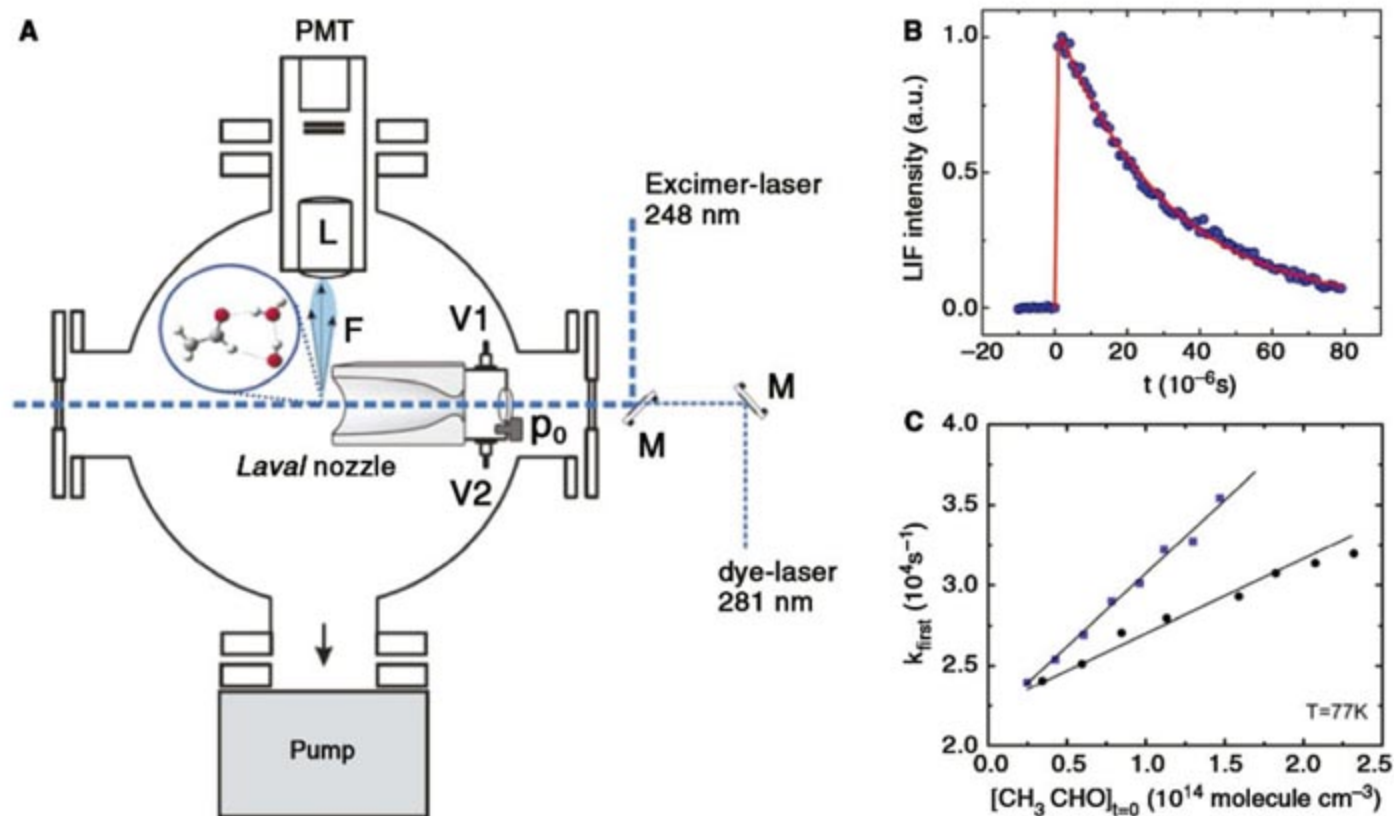 A
PMT
L
F
Excimer-laser
248 nm
V1
M
M
p₀
Laval nozzle
V2
dye-laser
281 nm
Pump
B
LIF intensity (a.u.)
1.0
0.5
0.0
−20
0
20
40
60
80
t (10⁻⁶s)
C
k_first (10⁴s⁻¹)
4.0
3.5
3.0
2.5
2.0
T=77K
0.0
0.5
1.0
1.5
2.0
2.5
[CH₃ CHO]ₜ₌₀ (10¹⁴ molecule cm⁻³)